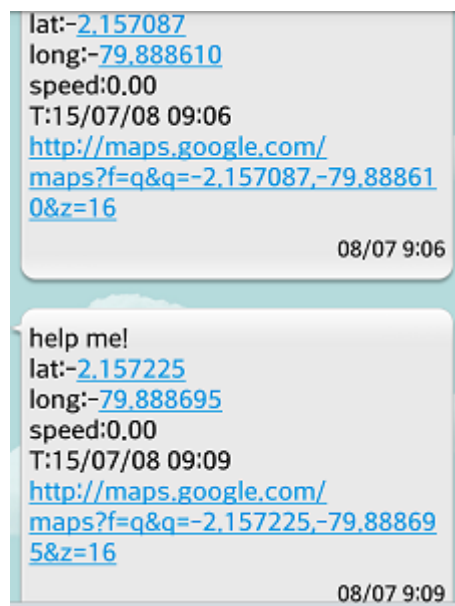 lat:-2.157087
long:-79.888610
speed:0.00
T:15/07/08 09:06
http://maps.google.com/
maps?f=q&q=-2.157087,-79.88861
0&z=16
08/07 9:06
help me!
lat:-2.157225
long:-79.888695
speed:0.00
T:15/07/08 09:09
http://maps.google.com/
maps?f=q&q=-2.157225,-79.88869
5&z=16
08/07 9:09